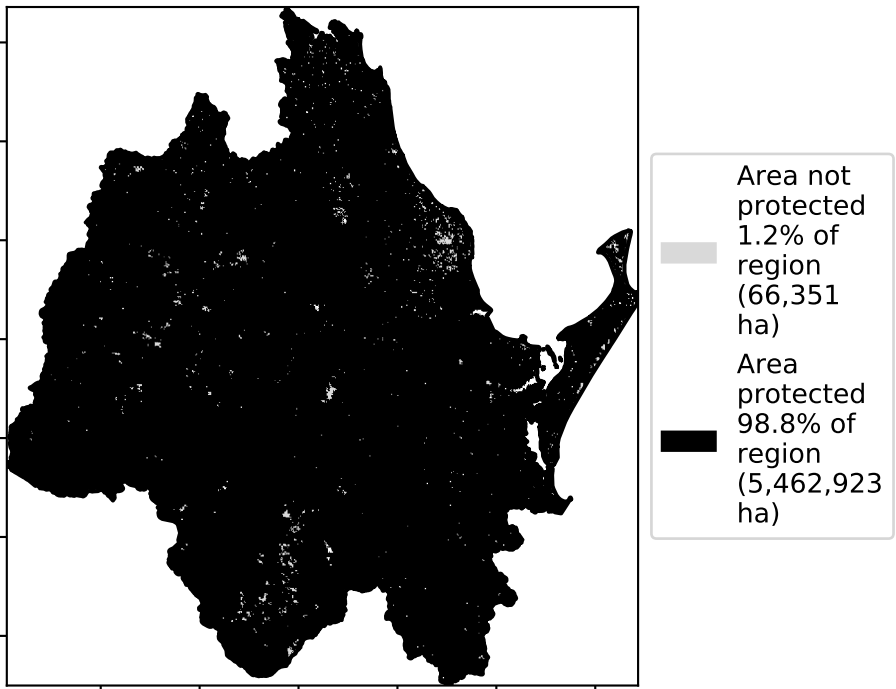 Area not
protected
1.2% of
region
(66,351
ha)
Area
protected
98.8% of
region
(5,462,923
ha)